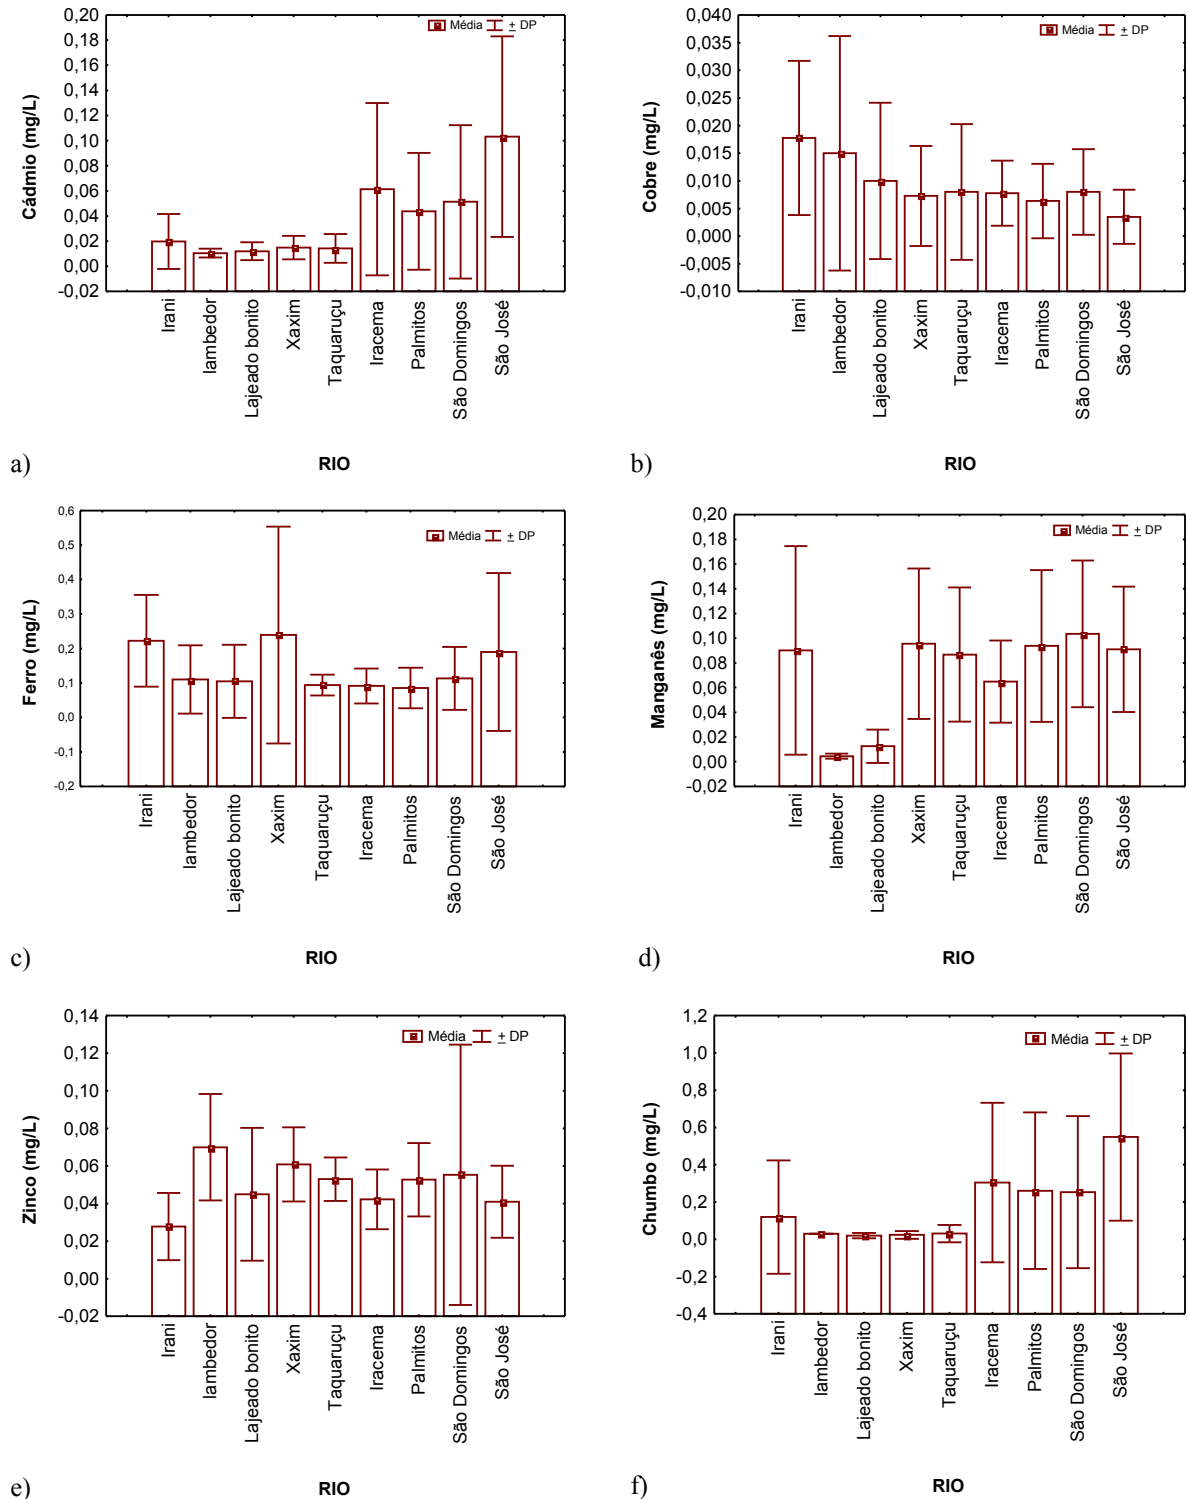 0,20
0,18
0,16
0,14
0,12
0,10
0,08
0,06
0,04
0,02
0,00
-0,02
Cádmio (mg/L)
Média ± DP
Irani
Iambedor
Lajeado bonito
Xaxim
Taquaruçu
Iracema
Palmitos
São Domingos
São José
a)
RIO
0,040
0,035
0,030
0,025
0,020
0,015
0,010
0,005
0,000
-0,005
-0,010
Cobre (mg/L)
Média ± DP
Irani
Iambedor
Lajeado bonito
Xaxim
Taquaruçu
Iracema
Palmitos
São Domingos
São José
b)
RIO
0,6
0,5
0,4
0,3
0,2
0,1
0,0
-0,1
-0,2
Ferro (mg/L)
Média ± DP
Irani
Iambedor
Lajeado bonito
Xaxim
Taquaruçu
Iracema
Palmitos
São Domingos
São José
c)
RIO
0,20
0,18
0,16
0,14
0,12
0,10
0,08
0,06
0,04
0,02
0,00
-0,02
Manganês (mg/L)
Média ± DP
Irani
Iambedor
Lajeado bonito
Xaxim
Taquaruçu
Iracema
Palmitos
São Domingos
São José
d)
RIO
0,14
0,12
0,10
0,08
0,06
0,04
0,02
0,00
-0,02
Zinco (mg/L)
Média ± DP
Irani
Iambedor
Lajeado bonito
Xaxim
Taquaruçu
Iracema
Palmitos
São Domingos
São José
e)
RIO
1,2
1,0
0,8
0,6
0,4
0,2
0,0
-0,2
-0,4
Chumbo (mg/L)
Média ± DP
Irani
Iambedor
Lajeado bonito
Xaxim
Taquaruçu
Iracema
Palmitos
São Domingos
São José
f)
RIO